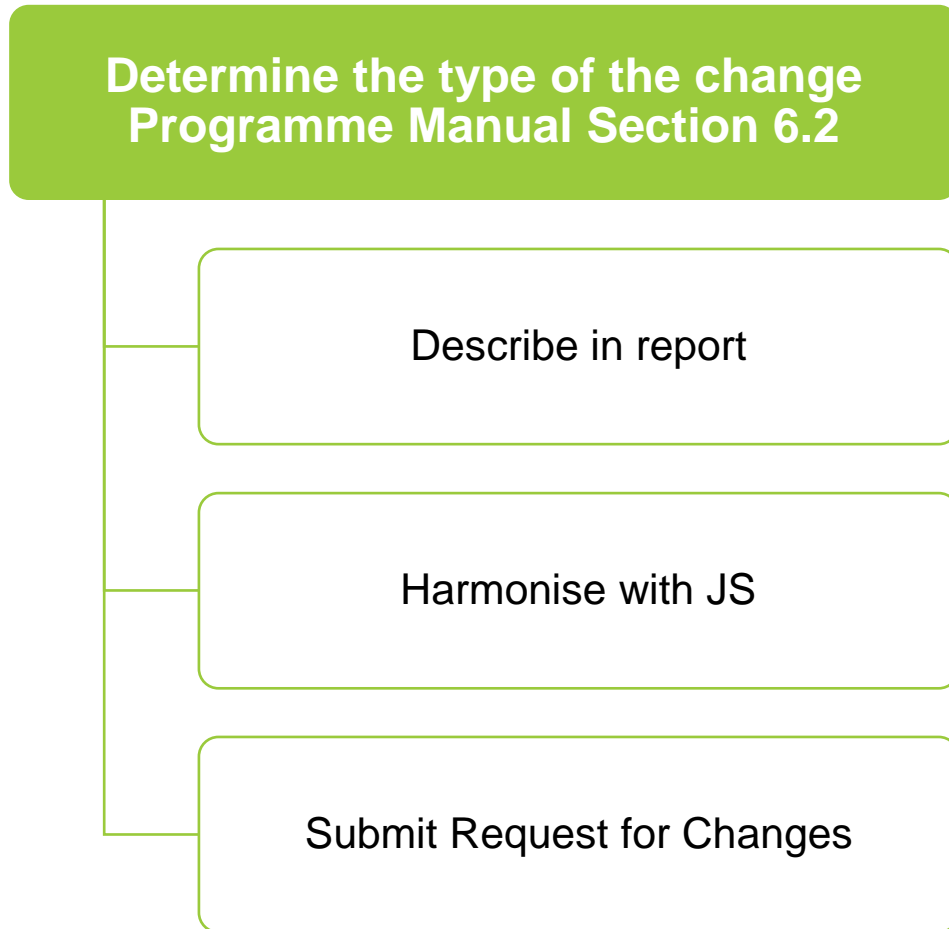 Determine the type of the change
Programme Manual Section 6.2
Describe in report
Harmonise with JS
Submit Request for Changes